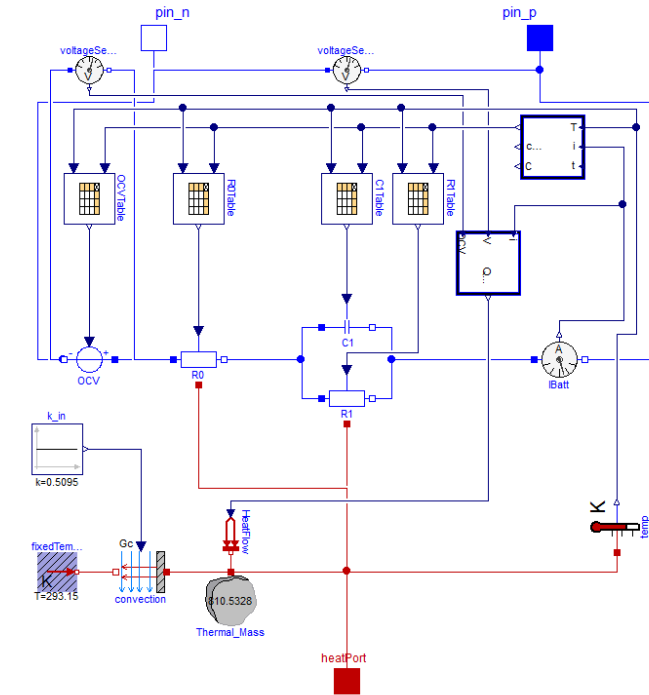 pin_n
pin_p
voltageSe...
voltageSe...
V
V
T
c...
i
C
t
OCVTable
R0Table
C1Table
R1Table
OCV
V
i
Q...
-
+
OCV
R0
C1
R1
A
IBatt
k_in
k=0.5095
HeatFlow
K
temp
fixedTem...
Gc
K
T=293.15
convection
810.5328
Thermal_Mass
heatPort